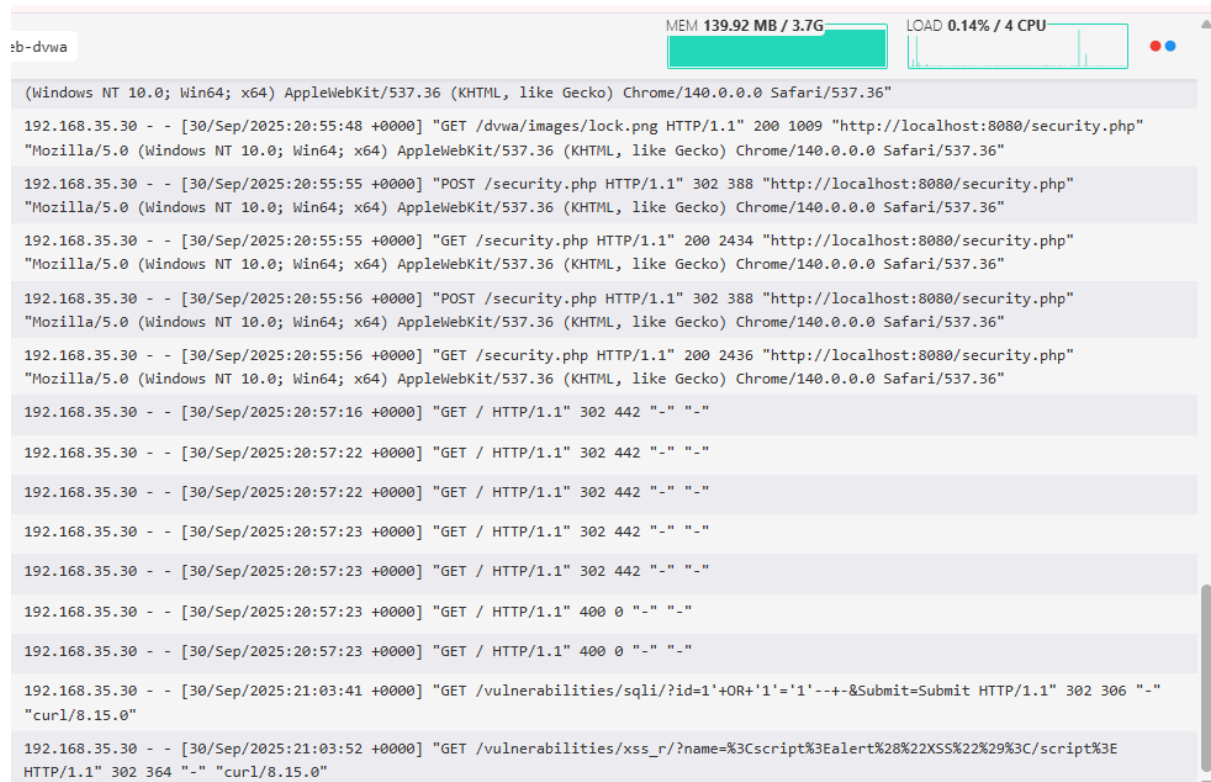 MEM 139.92 MB / 3.7G
LOAD 0.14% / 4 CPU
eb-dvwa
(Windows NT 10.0; Win64; x64) AppleWebKit/537.36 (KHTML, like Gecko) Chrome/140.0.0.0 Safari/537.36"
192.168.35.30 - - [30/Sep/2025:20:55:48 +0000] "GET /dvwa/images/lock.png HTTP/1.1" 200 1009 "http://localhost:8080/security.php"
"Mozilla/5.0 (Windows NT 10.0; Win64; x64) AppleWebKit/537.36 (KHTML, like Gecko) Chrome/140.0.0.0 Safari/537.36"
192.168.35.30 - - [30/Sep/2025:20:55:55 +0000] "POST /security.php HTTP/1.1" 302 388 "http://localhost:8080/security.php"
"Mozilla/5.0 (Windows NT 10.0; Win64; x64) AppleWebKit/537.36 (KHTML, like Gecko) Chrome/140.0.0.0 Safari/537.36"
192.168.35.30 - - [30/Sep/2025:20:55:55 +0000] "GET /security.php HTTP/1.1" 200 2434 "http://localhost:8080/security.php"
"Mozilla/5.0 (Windows NT 10.0; Win64; x64) AppleWebKit/537.36 (KHTML, like Gecko) Chrome/140.0.0.0 Safari/537.36"
192.168.35.30 - - [30/Sep/2025:20:55:56 +0000] "POST /security.php HTTP/1.1" 302 388 "http://localhost:8080/security.php"
"Mozilla/5.0 (Windows NT 10.0; Win64; x64) AppleWebKit/537.36 (KHTML, like Gecko) Chrome/140.0.0.0 Safari/537.36"
192.168.35.30 - - [30/Sep/2025:20:55:56 +0000] "GET /security.php HTTP/1.1" 200 2436 "http://localhost:8080/security.php"
"Mozilla/5.0 (Windows NT 10.0; Win64; x64) AppleWebKit/537.36 (KHTML, like Gecko) Chrome/140.0.0.0 Safari/537.36"
192.168.35.30 - - [30/Sep/2025:20:57:16 +0000] "GET / HTTP/1.1" 302 442 "-" "-"
192.168.35.30 - - [30/Sep/2025:20:57:22 +0000] "GET / HTTP/1.1" 302 442 "-" "-"
192.168.35.30 - - [30/Sep/2025:20:57:22 +0000] "GET / HTTP/1.1" 302 442 "-" "-"
192.168.35.30 - - [30/Sep/2025:20:57:23 +0000] "GET / HTTP/1.1" 302 442 "-" "-"
192.168.35.30 - - [30/Sep/2025:20:57:23 +0000] "GET / HTTP/1.1" 302 442 "-" "-"
192.168.35.30 - - [30/Sep/2025:20:57:23 +0000] "GET / HTTP/1.1" 400 0 "-" "-"
192.168.35.30 - - [30/Sep/2025:20:57:23 +0000] "GET / HTTP/1.1" 400 0 "-" "-"
192.168.35.30 - - [30/Sep/2025:21:03:41 +0000] "GET /vulnerabilities/sqli/?id=1'+OR+'1'='1'--+-&Submit=Submit HTTP/1.1" 302 306 "-"
"curl/8.15.0"
192.168.35.30 - - [30/Sep/2025:21:03:52 +0000] "GET /vulnerabilities/xss_r/?name=%3Cscript%3Ealert%28%22XSS%22%29%3C/script%3E
HTTP/1.1" 302 364 "-" "curl/8.15.0"